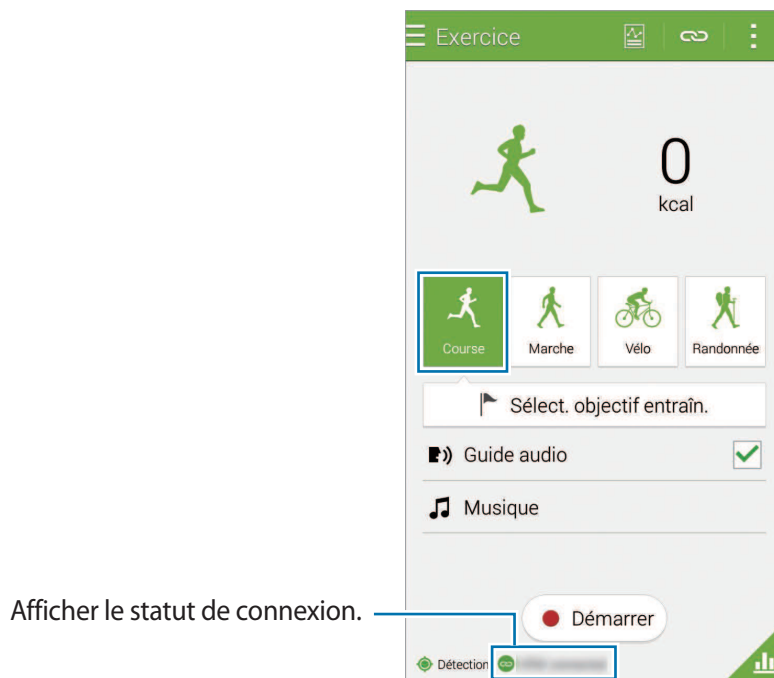 Exercice
0
kcal
Course
Marche
Vélo
Randonnée
Sélect. objectif entraîn.
Guide audio
Musique
Afficher le statut de connexion.
Démarrer
Détection